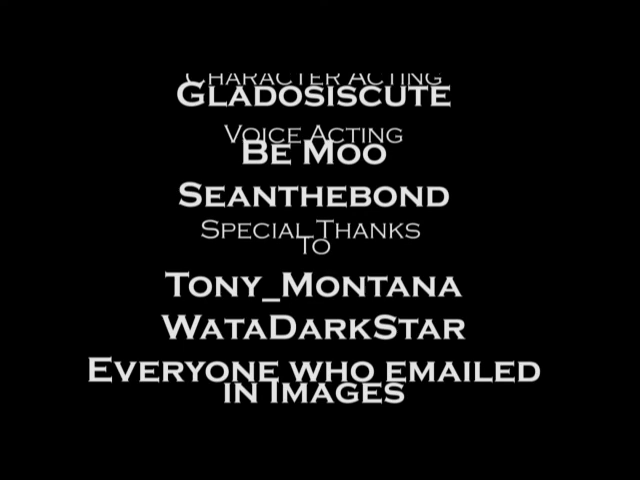 Character Acting
Gladosiscute
Voice Acting
Be Moo
Seanthebond
Special Thanks
To
Tony_Montana
WataDarkStar
Everyone who emailed
in Images